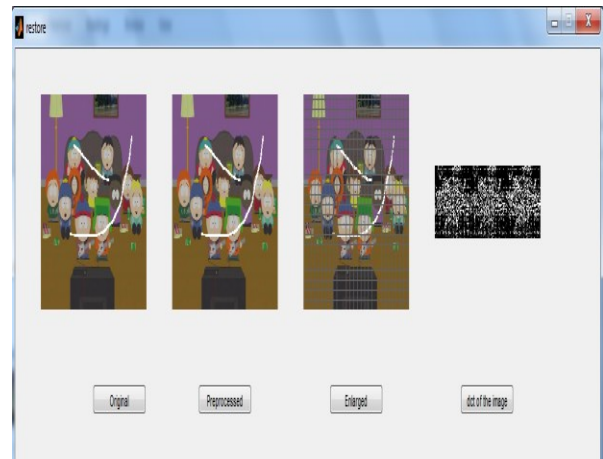 restore
Original
Preprocessed
Enlarged
dct of the image